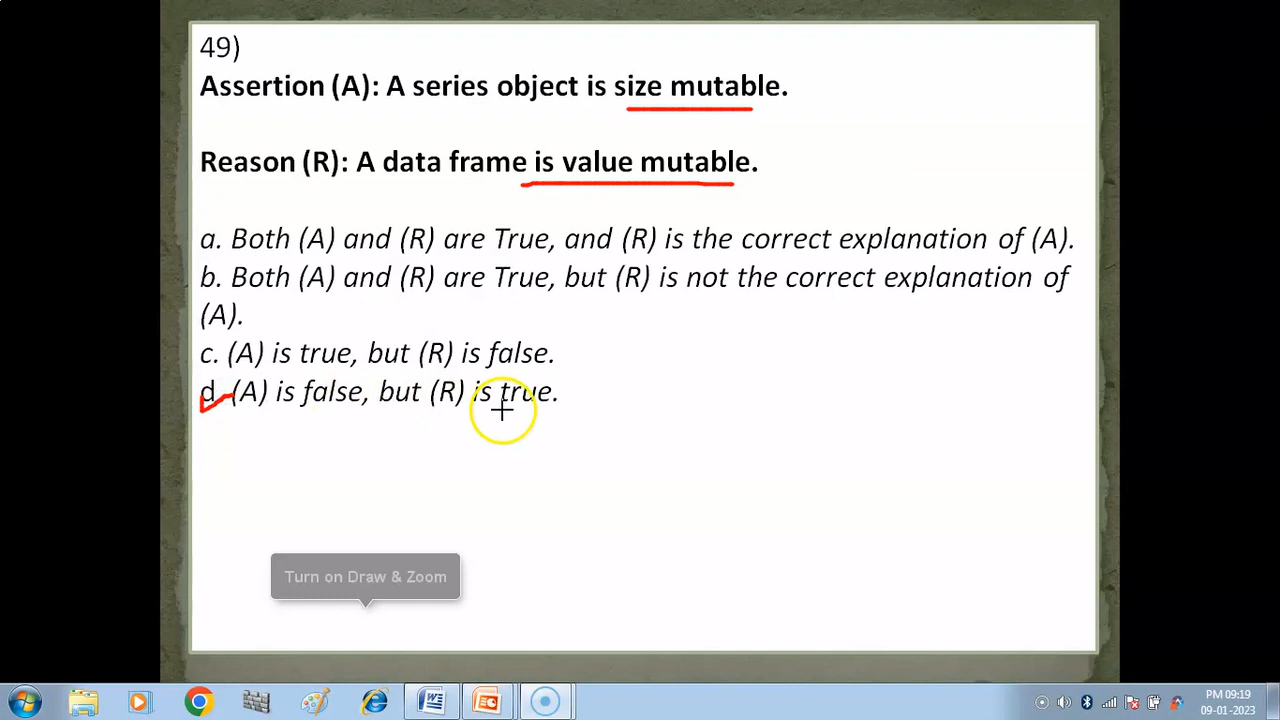 49)
Assertion (A): A series object is size mutable.
Reason (R): A data frame is value mutable.
a. Both (A) and (R) are True, and (R) is the correct explanation of (A).
b. Both (A) and (R) are True, but (R) is not the correct explanation of
(A).
c. (A) is true, but (R) is false.
d. (A) is false, but (R) is true.
Turn on Draw & Zoom
PM 09:19
09-01-2023